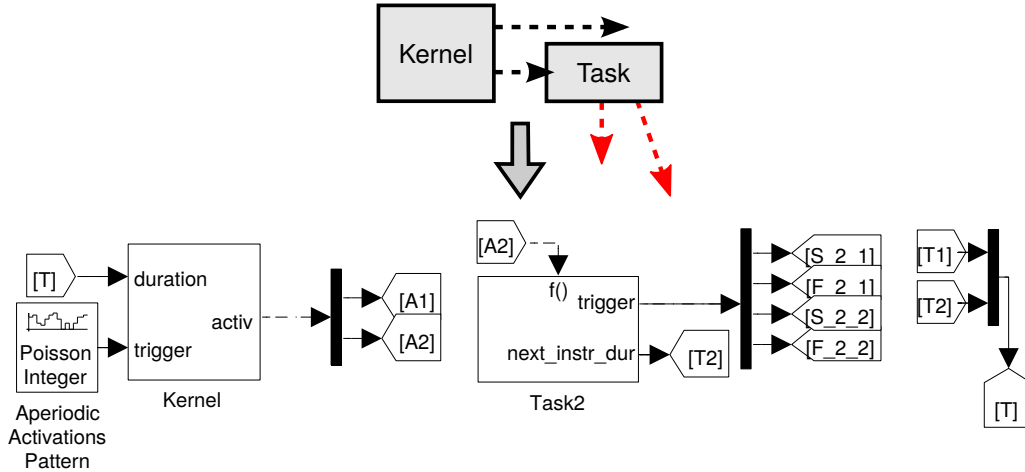 Kernel
Task
[A2]
[S_2_1]
[T1]
[T]
duration
f()
[F_2_1]
trigger
[A1]
[T2]
activ
[S_2_2]
[A2]
Poisson
Integer
trigger
next_instr_dur
[T2]
[F_2_2]
Kernel
Task2
[T]
Aperiodic
Activations
Pattern